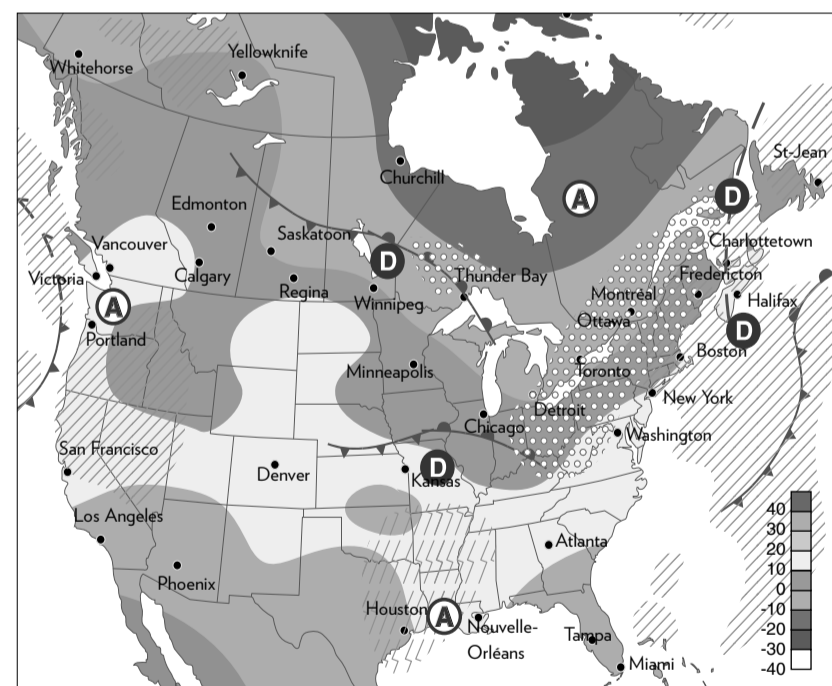 Whitehorse
Yellowknife
St-Jean
Churchill
A
D
Edmonton
Saskatoon
Charlottetown
Vancouver
D
Victoria
Calgary
Regina
Winnipeg
Thunder Bay
Fredericton
Montréal
Halifax
A
Ottawa
D
Portland
Minneapolis
Toronto
Boston
Detroit
New York
Chicago
Washington
San Francisco
Denver
D
Kansas
Los Angeles
Atlanta
Phoenix
Houston
A
Nouvelle-
Orléans
Tampa
Miami
40
30
20
10
0
-10
-20
-30
-40